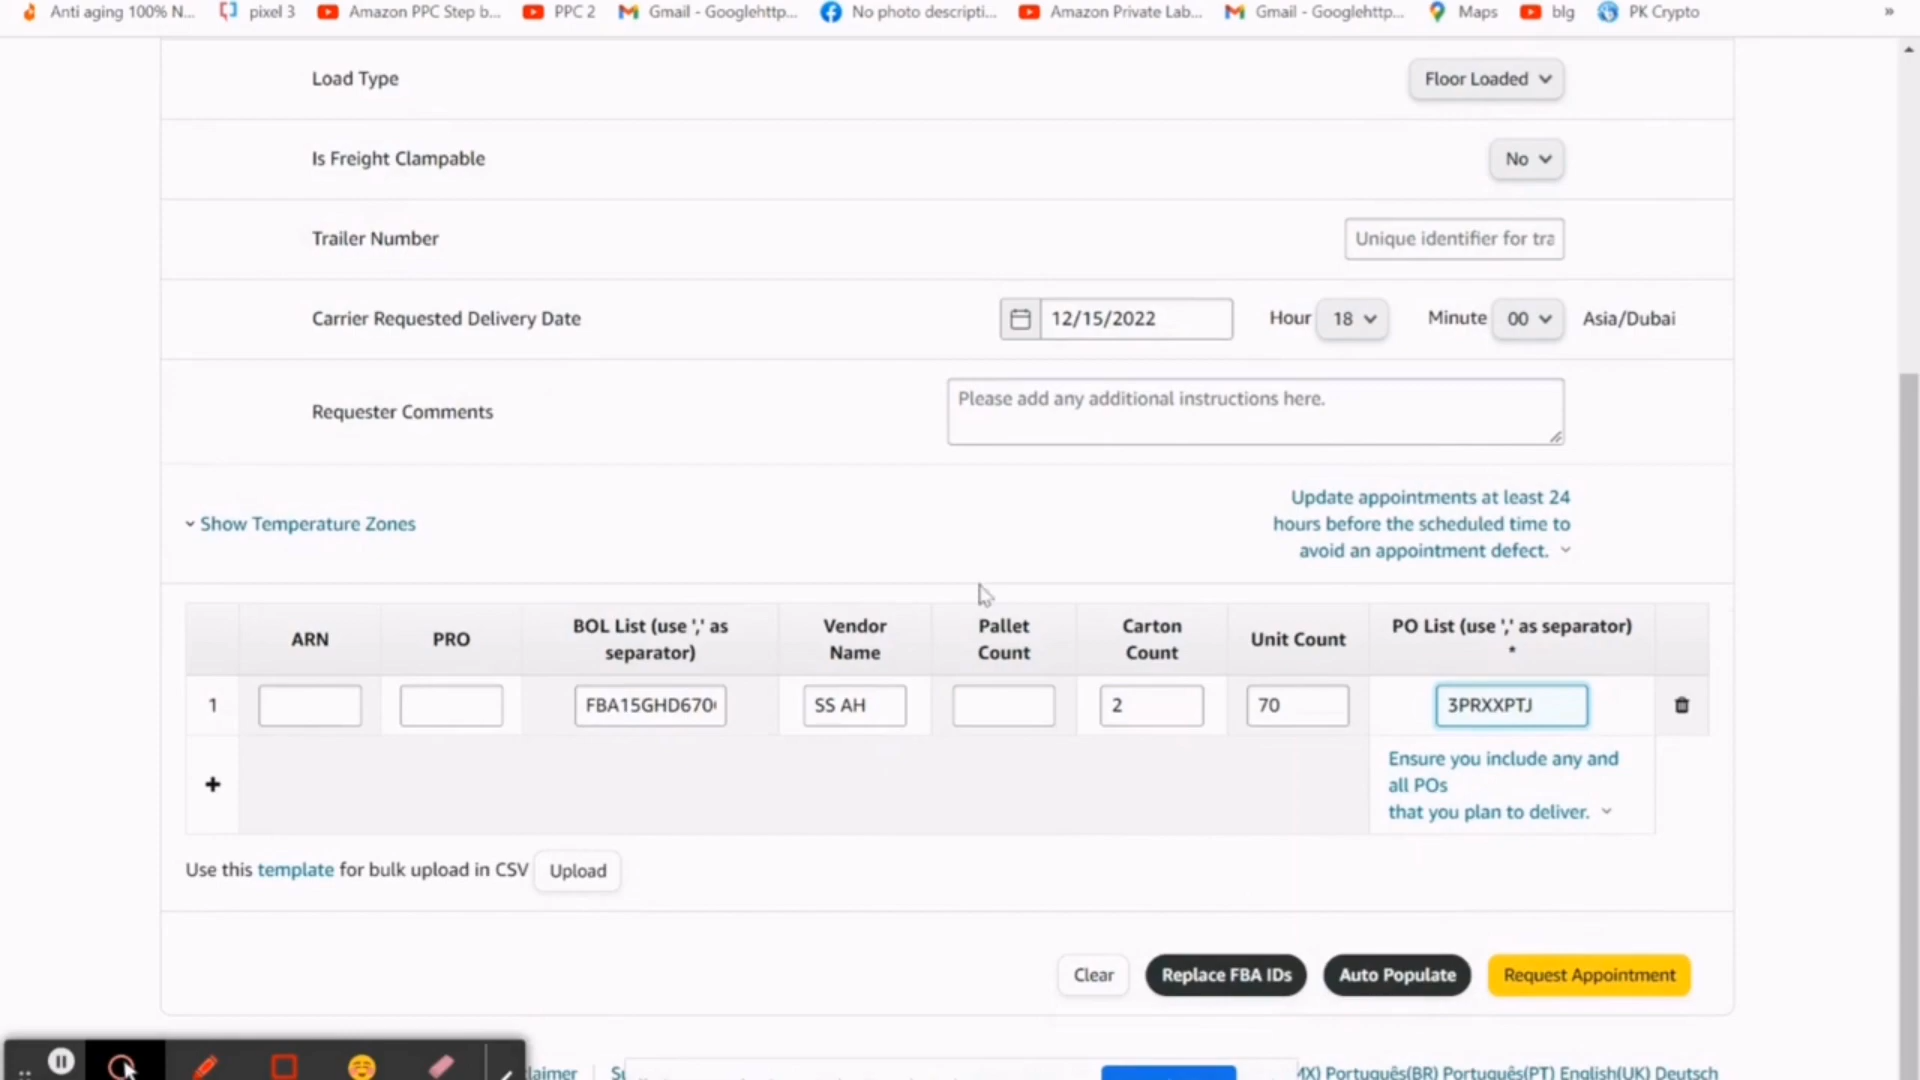 Anti aging 100% N... pixel 3 Amazon PPC Step b... PPC 2 Gmail - Googlehttp... No photo descripti... Amazon Private Lab... Gmail - Googlehttp... Maps blg PK Crypto »
Load Type Floor Loaded
Is Freight Clampable No
Trailer Number Unique identifier for tra
Carrier Requested Delivery Date 12/15/2022 Hour 18 Minute 00 Asia/Dubai
Requester Comments Please add any additional instructions here.
Show Temperature Zones
Update appointments at least 24
hours before the scheduled time to
avoid an appointment defect.
ARN PRO BOL List (use ',' as separator) Vendor Name Pallet Count Carton Count Unit Count PO List (use ',' as separator) *
1 FBA15GHD670 SS AH 2 70 3PRXXPTJ
+
Ensure you include any and
all POs
that you plan to deliver.
Use this template for bulk upload in CSV Upload
Clear Replace FBA IDs Auto Populate Request Appointment
Português(BR) Português(PT) English(UK) Deutsch